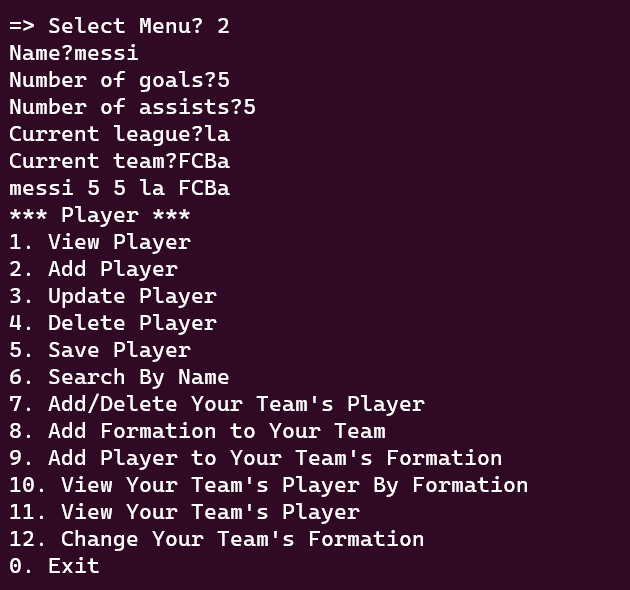 => Select Menu? 2
Name?messi
Number of goals?5
Number of assists?5
Current league?la
Current team?FCBa
messi 5 5 la FCBa
*** Player ***
1. View Player
2. Add Player
3. Update Player
4. Delete Player
5. Save Player
6. Search By Name
7. Add/Delete Your Team's Player
8. Add Formation to Your Team
9. Add Player to Your Team's Formation
10. View Your Team's Player By Formation
11. View Your Team's Player
12. Change Your Team's Formation
0. Exit